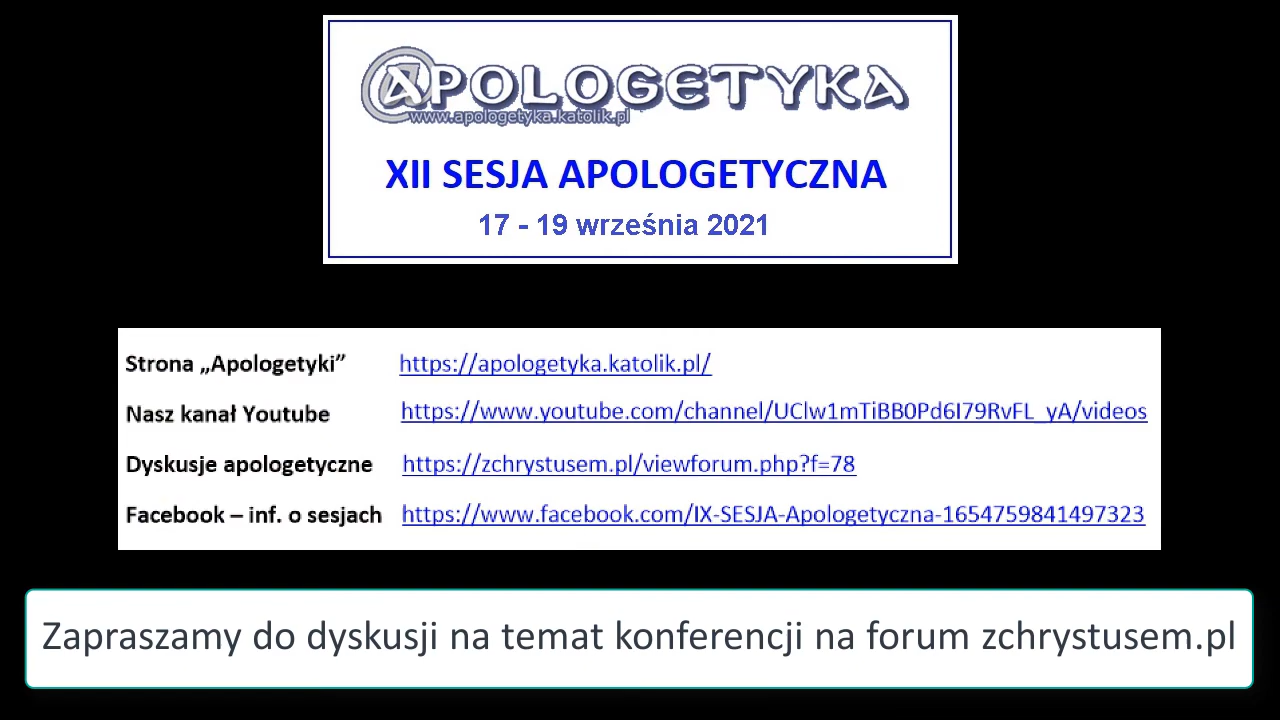 @POLOGETYKA
www.apologetyka.katolik.pl
XII SESJA APOLOGETYCZNA
17 - 19 września 2021
Strona „Apologetyki” https://apologetyka.katolik.pl/
Nasz kanał Youtube https://www.youtube.com/channel/UClw1mTiBB0Pd6I79RvFL_yA/videos
Dyskusje apologetyczne https://zchrystusem.pl/viewforum.php?f=78
Facebook – inf. o sesjach https://www.facebook.com/IX-SESJA-Apologetyczna-1654759841497323
Zapraszamy do dyskusji na temat konferencji na forum zchrystusem.pl